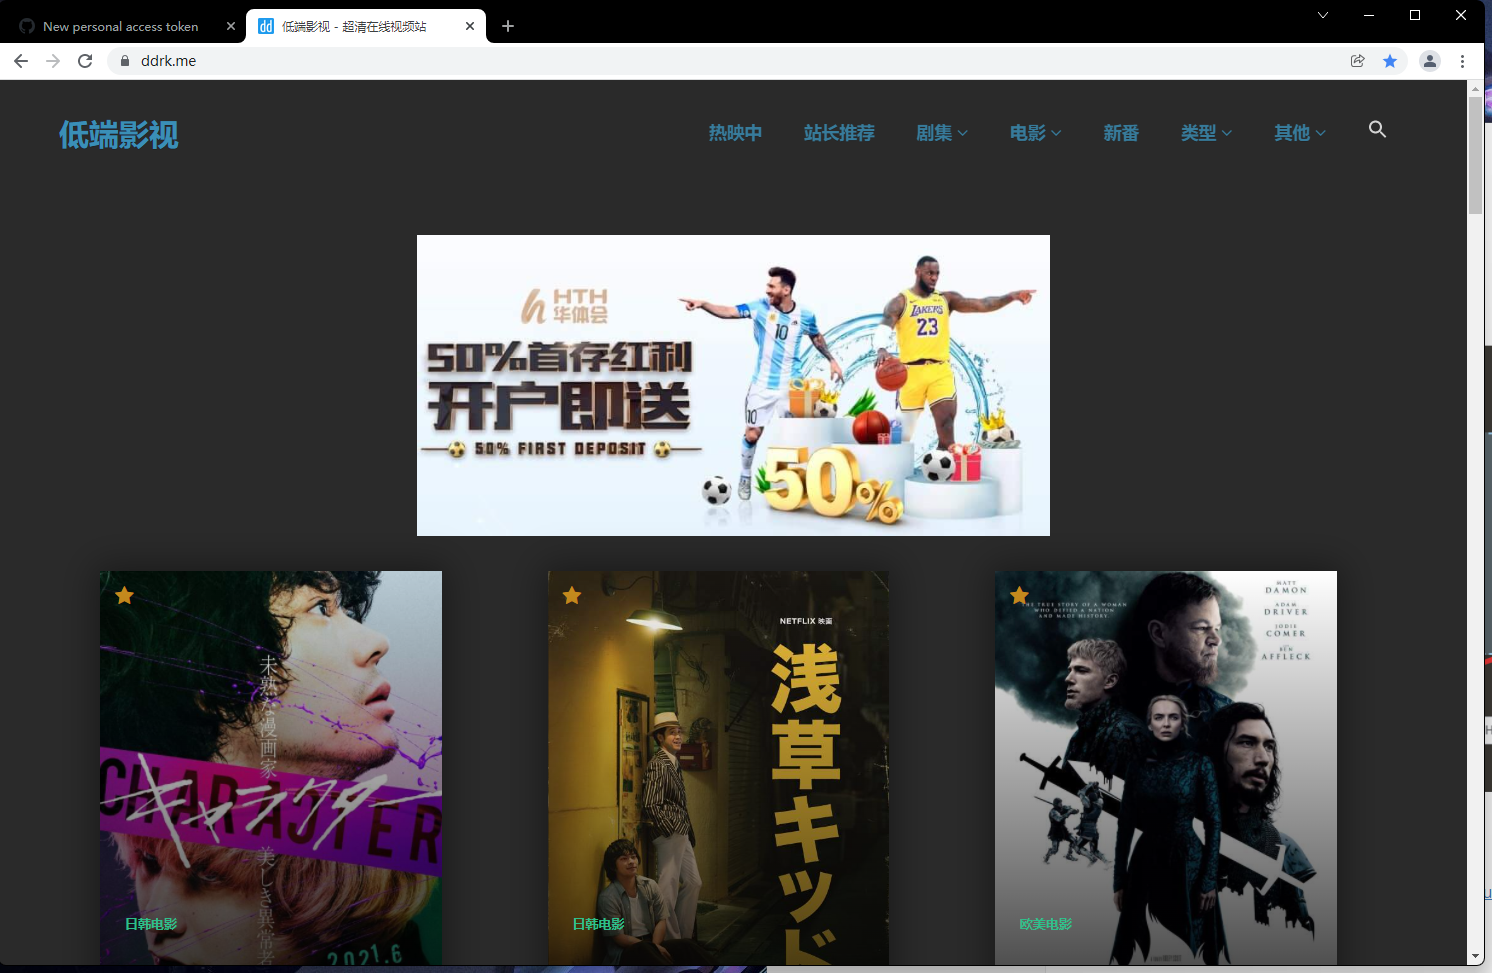 New personal access token
dd 低端影视 - 超清在线视频站
ddrk.me
低端影视
热映中 站长推荐 剧集 电影 新番 类型 其他
HTH
华体会
50%首存红利
开户即送
50% FIRST DEPOSIT
10
10
LAKERS
23
50%
未熟な漫画家
CHARACTER
キャラクター
美しき異常者
日韩电影
2021.6
NETFLIX 映画
浅草キッド
日韩电影
THE TRUE STORY OF A WOMAN
WHO DEFIED A NATION
AND MADE HISTORY.
MATT
DAMON
ADAM
DRIVER
JODIE
COMER
BEN
AFFLECK
欧美电影